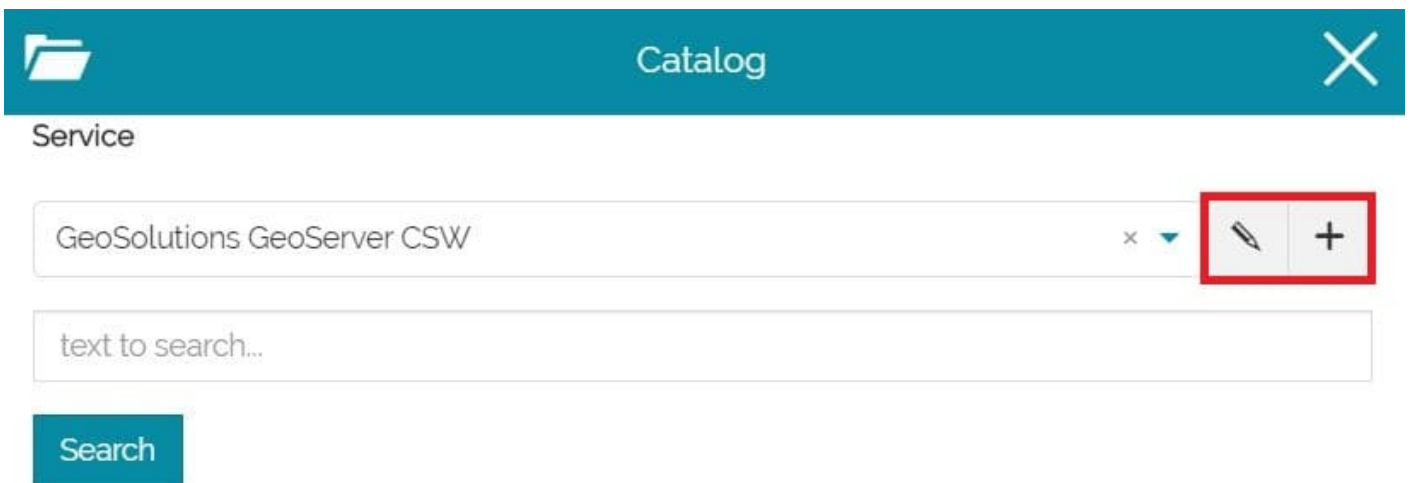 Catalog
Service
GeoSolutions GeoServer CSW
text to search...
Search